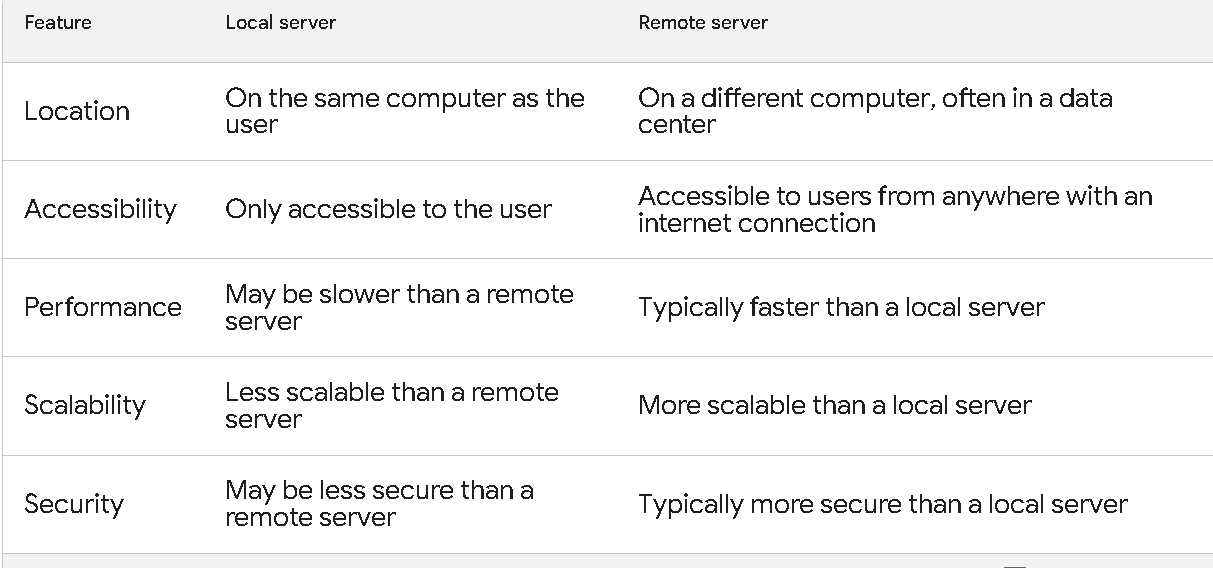 Feature Local server Remote server
Location On the same computer as the On a different computer, often in a data
user center
Accessibility Only accessible to the user Accessible to users from anywhere with an
internet connection
Performance May be slower than a remote Typically faster than a local server
server
Scalability Less scalable than a remote More scalable than a local server
server
Security May be less secure than a Typically more secure than a local server
remote server